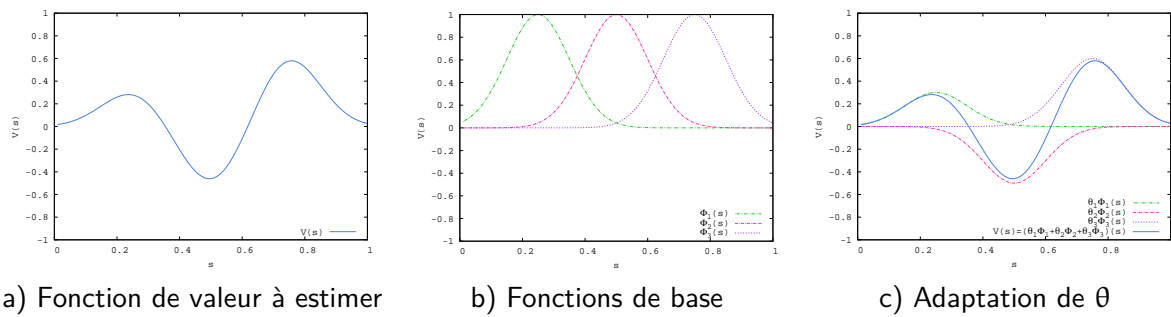 1
0.8
0.6
0.4
0.2
0
-0.2
-0.4
-0.6
-0.8
-1
V(s)
V(s)
0 0.2 0.4 0.6 0.8 1
s
a) Fonction de valeur à estimer
1
0.8
0.6
0.4
0.2
0
-0.2
-0.4
-0.6
-0.8
-1
V(s)
Φ₁(s)
Φ₂(s)
Φ₃(s)
0 0.2 0.4 0.6 0.8 1
s
b) Fonctions de base
1
0.8
0.6
0.4
0.2
0
-0.2
-0.4
-0.6
-0.8
-1
V(s)
θ₁Φ₁(s)
θ₂Φ₂(s)
θ₃Φ₃(s)
V(s)=(θ₁Φ₁+θ₂Φ₂+θ₃Φ₃)(s)
0 0.2 0.4 0.6 0.8 1
s
c) Adaptation de θ